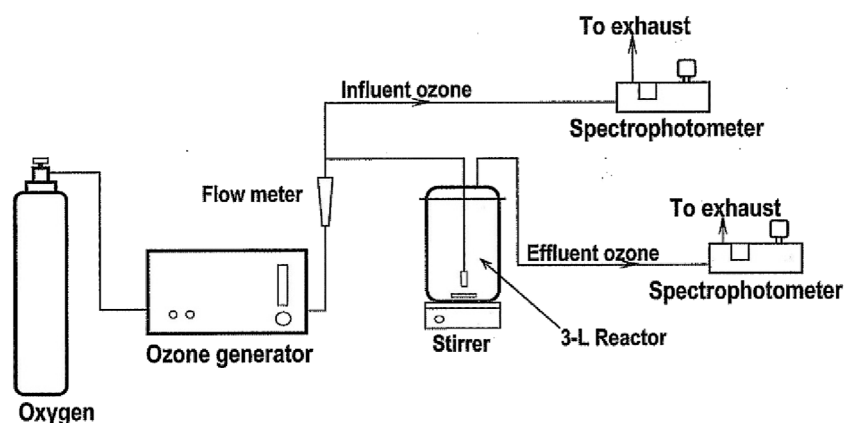 To exhaust
Influent ozone
Spectrophotometer
Flow meter
To exhaust
Effluent ozone
Spectrophotometer
Ozone generator
Stirrer
3-L Reactor
Oxygen